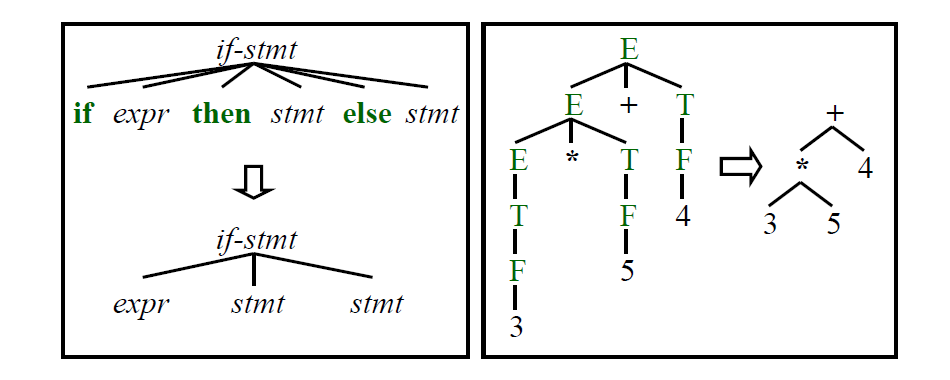 if-stmt
if expr then stmt else stmt
if-stmt
expr stmt stmt
E
E + T
E * T F
T F 4
F 5
3
+
* 4
3 5